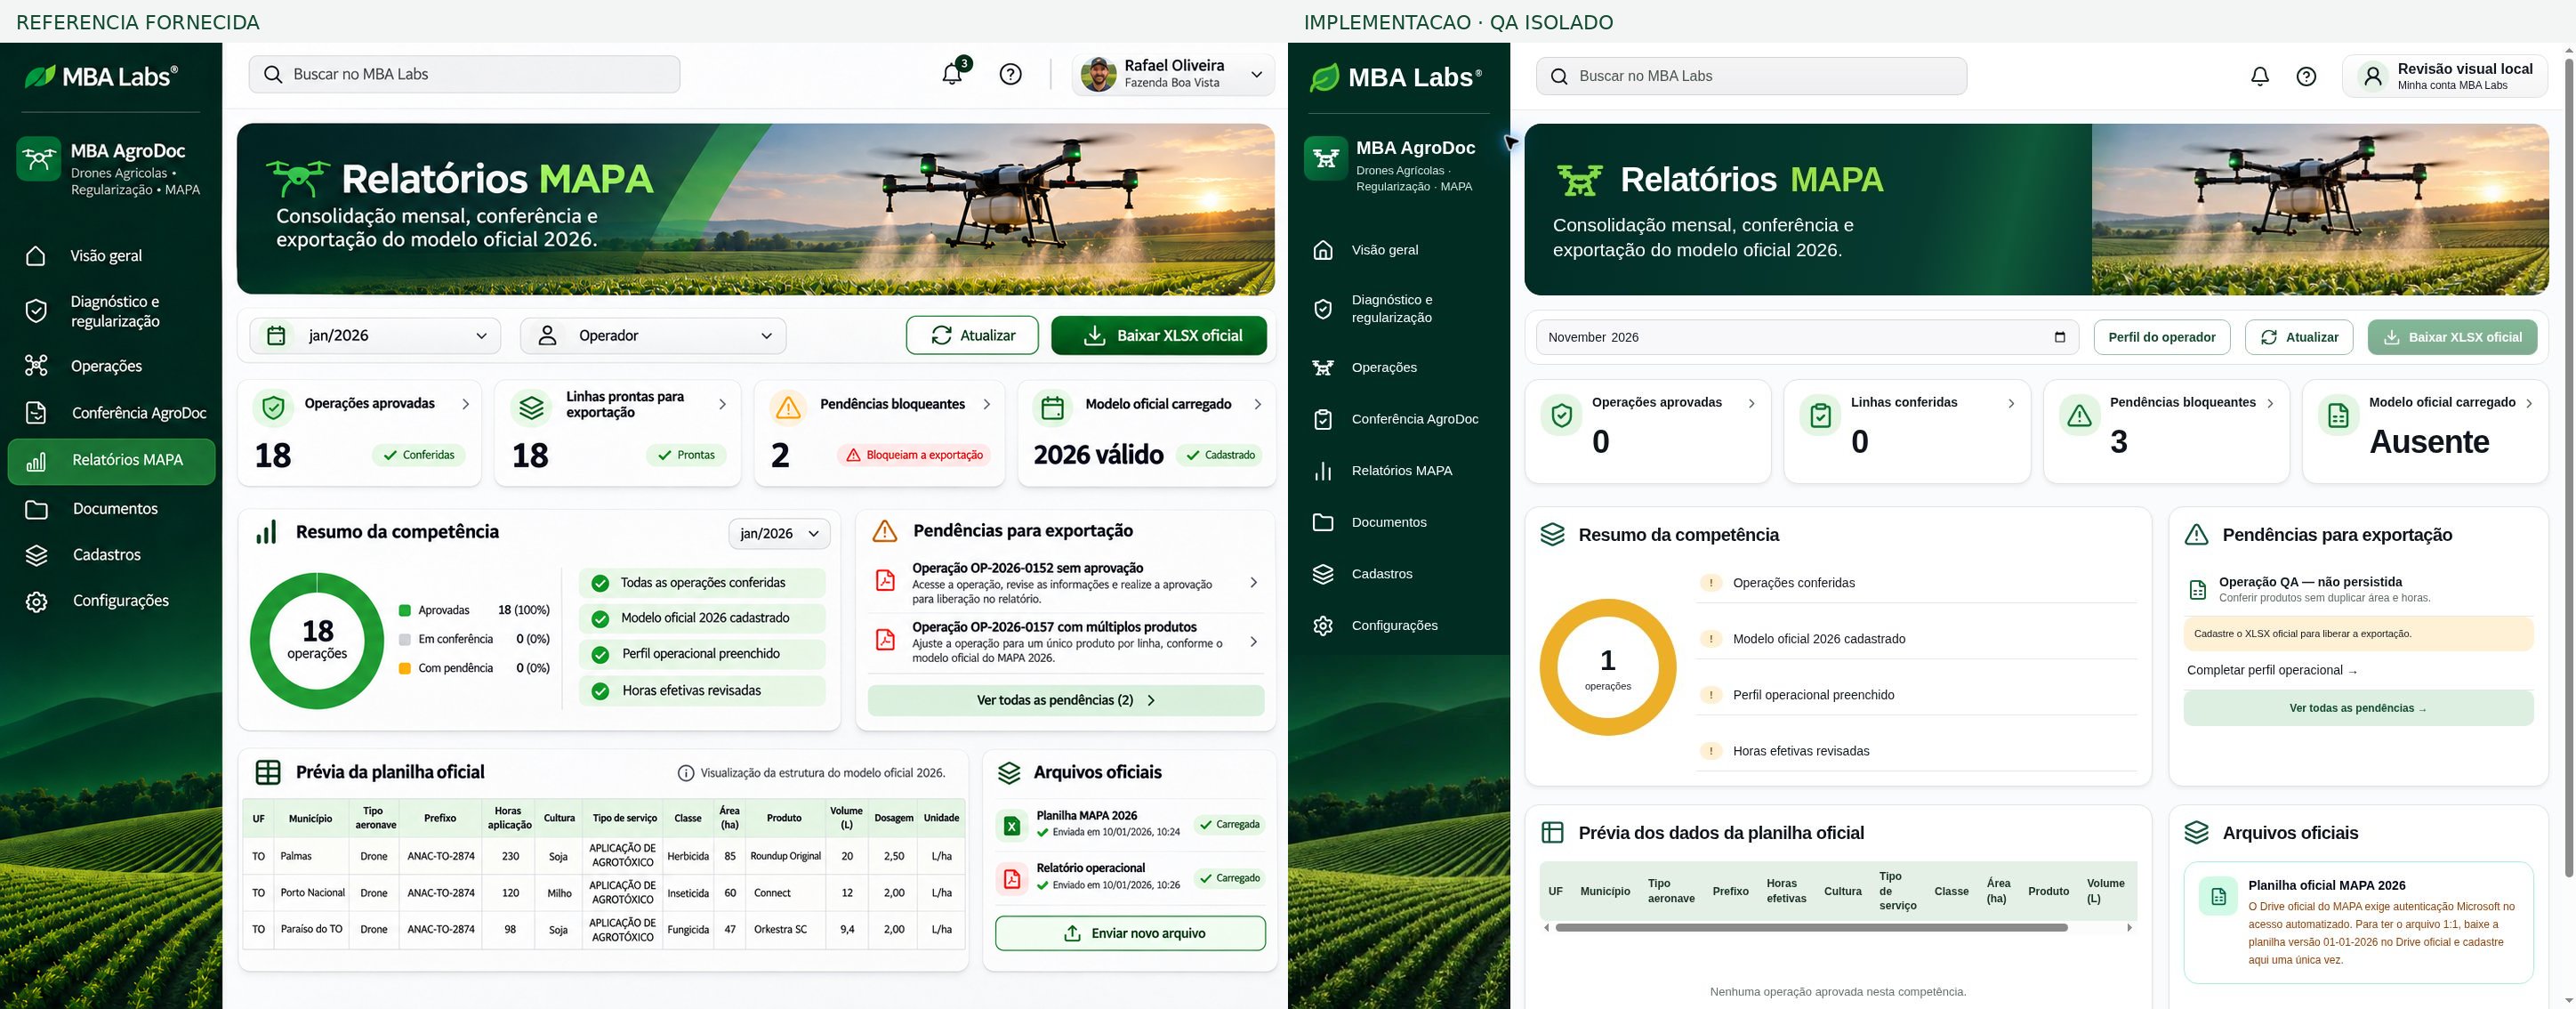 REFERENCIA FORNECIDA
MBA Labs®
MBA AgroDoc
Drones Agricolas •
Regularização • MAPA
Visão geral
Diagnóstico e
regularização
Operações
Conferência AgroDoc
Relatórios MAPA
Documentos
Cadastros
Configurações
Buscar no MBA Labs
3
Rafael Oliveira
Fazenda Boa Vista
Relatórios MAPA
Consolidação mensal, conferência e
exportação do modelo oficial 2026.
jan/2026
Operador
Atualizar
Baixar XLSX oficial
Operações aprovadas
18
Conferidas
Linhas prontas para
exportação
18
Prontas
Pendências bloqueantes
2
Bloqueiam a exportação
Modelo oficial carregado
2026 válido
Cadastrado
Resumo da competência
jan/2026
18
operações
Aprovadas 18 (100%)
Em conferência 0 (0%)
Com pendência 0 (0%)
Todas as operações conferidas
Modelo oficial 2026 cadastrado
Perfil operacional preenchido
Horas efetivas revisadas
Pendências para exportação
Operação OP-2026-0152 sem aprovação
Acesse a operação, revise as informações e realize a aprovação
para liberação no relatório.
Operação OP-2026-0157 com múltiplos produtos
Ajuste a operação para um único produto por linha, conforme o
modelo oficial do MAPA 2026.
Ver todas as pendências (2)
Prévia da planilha oficial
Visualização da estrutura do modelo oficial 2026.
UF Município Tipo aeronave Prefixo Horas aplicação Cultura Tipo de serviço Classe Área (ha) Produto Volume (L) Dosagem Unidade
TO Palmas Drone ANAC-TO-2874 230 Soja APLICAÇÃO DE AGROTÓXICO Herbicida 85 Roundup Original 20 2,50 L/ha
TO Porto Nacional Drone ANAC-TO-2874 120 Milho APLICAÇÃO DE AGROTÓXICO Inseticida 60 Connect 12 2,00 L/ha
TO Paraíso do TO Drone ANAC-TO-2874 98 Soja APLICAÇÃO DE AGROTÓXICO Fungicida 47 Orkestra SC 9,4 2,00 L/ha
Arquivos oficiais
Planilha MAPA 2026
Enviada em 10/01/2026, 10:24
Carregada
Relatório operacional
Enviado em 10/01/2026, 10:26
Carregado
Enviar novo arquivo
IMPLEMENTACAO · QA ISOLADO
MBA Labs®
MBA AgroDoc
Drones Agrícolas ·
Regularização · MAPA
Visão geral
Diagnóstico e
regularização
Operações
Conferência AgroDoc
Relatórios MAPA
Documentos
Cadastros
Configurações
Buscar no MBA Labs
Revisão visual local
Minha conta MBA Labs
Relatórios MAPA
Consolidação mensal, conferência e
exportação do modelo oficial 2026.
November 2026
Perfil do operador
Atualizar
Baixar XLSX oficial
Operações aprovadas
0
Linhas conferidas
0
Pendências bloqueantes
3
Modelo oficial carregado
Ausente
Resumo da competência
1
operações
! Operações conferidas
! Modelo oficial 2026 cadastrado
! Perfil operacional preenchido
! Horas efetivas revisadas
Pendências para exportação
Operação QA — não persistida
Conferir produtos sem duplicar área e horas.
Cadastre o XLSX oficial para liberar a exportação.
Completar perfil operacional →
Ver todas as pendências →
Prévia dos dados da planilha oficial
UF Município Tipo aeronave Prefixo Horas efetivas Cultura Tipo de serviço Classe Área (ha) Produto Volume (L)
Nenhuma operação aprovada nesta competência.
Arquivos oficiais
Planilha oficial MAPA 2026
O Drive oficial do MAPA exige autenticação Microsoft no
acesso automatizado. Para ter o arquivo 1:1, baixe a
planilha versão 01-01-2026 no Drive oficial e cadastre
aqui uma única vez.